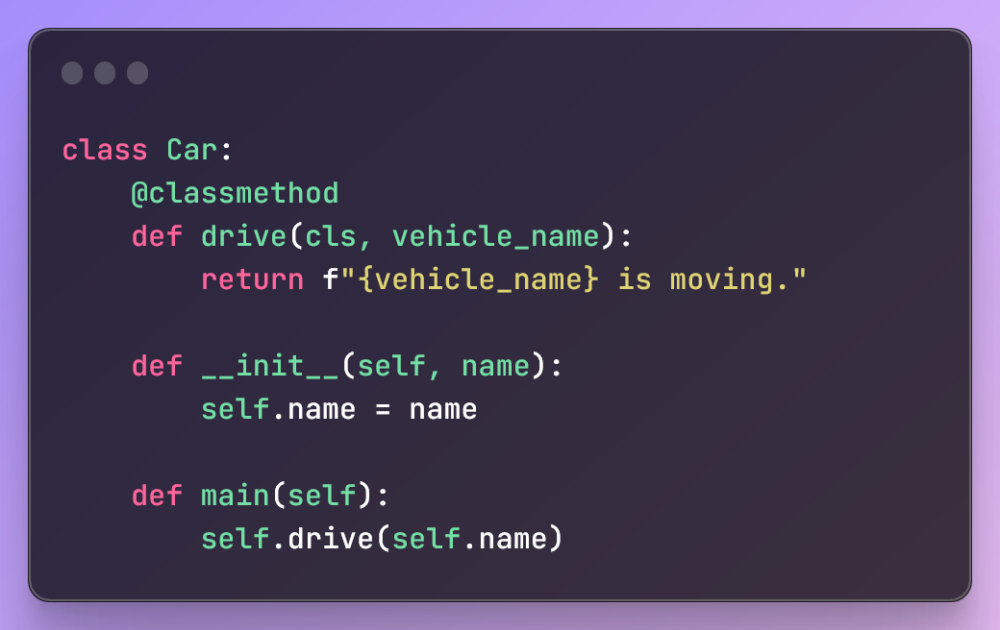 class Car:
    @classmethod
    def drive(cls, vehicle_name):
        return f"{vehicle_name} is moving."

    def __init__(self, name):
        self.name = name

    def main(self):
        self.drive(self.name)